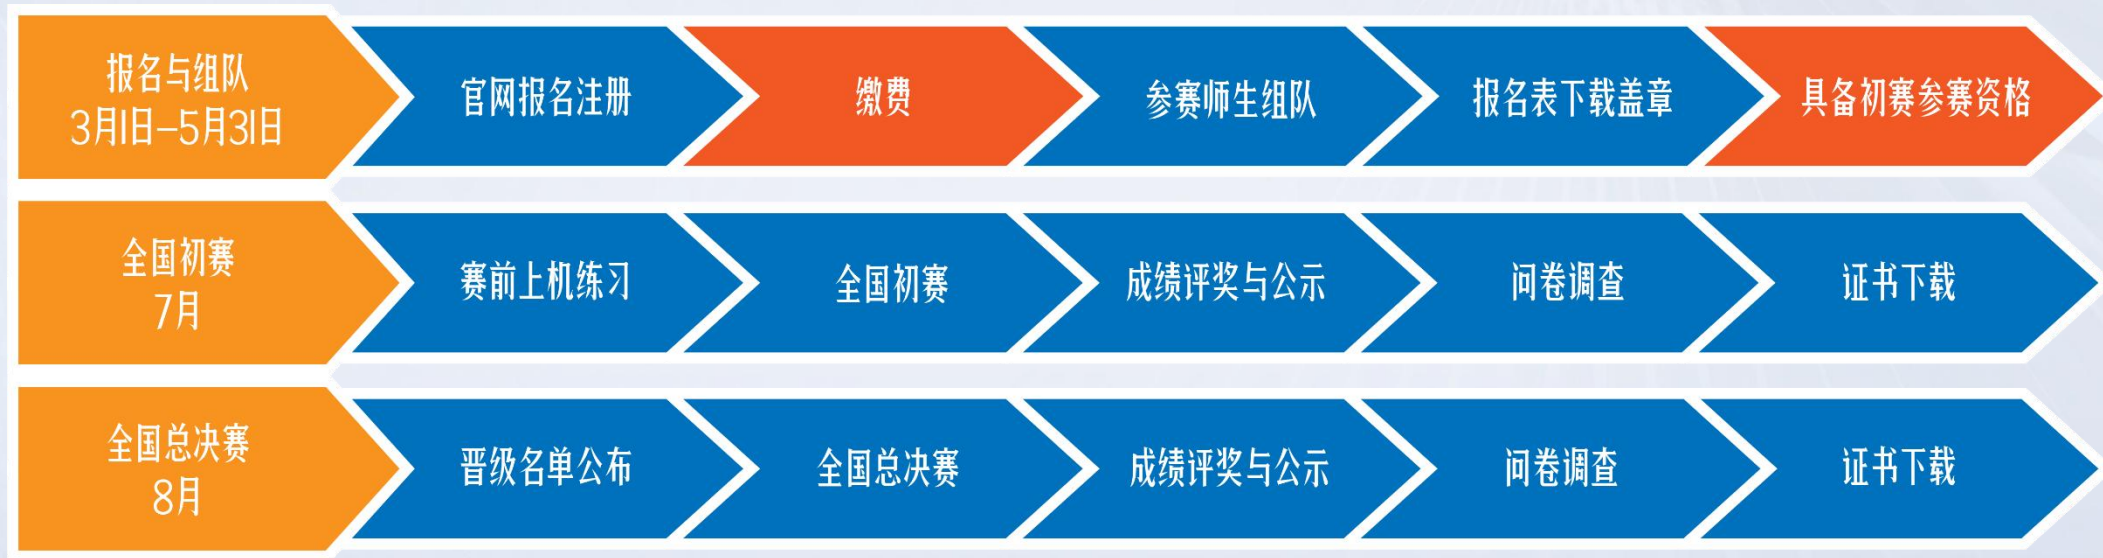 报名与组队
3月1日-5月31日
官网报名注册
缴费
参赛师生组队
报名表下载盖章
具备初赛参赛资格
全国初赛
7月
赛前上机练习
全国初赛
成绩评奖与公示
问卷调查
证书下载
全国总决赛
8月
晋级名单公布
全国总决赛
成绩评奖与公示
问卷调查
证书下载